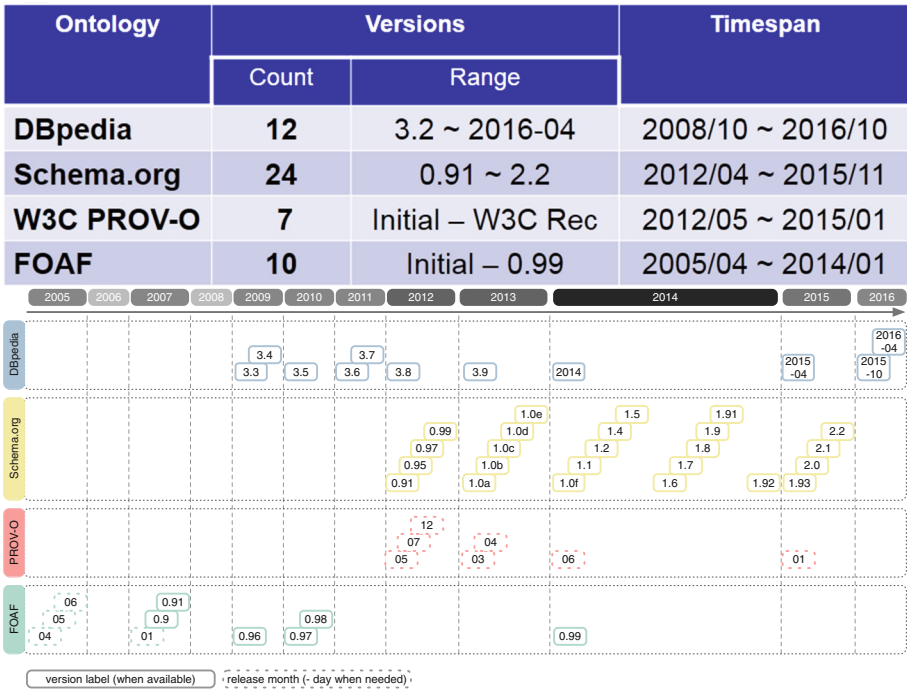 Ontology Versions Timespan
Count Range
DBpedia 12 3.2 ~ 2016-04 2008/10 ~ 2016/10
Schema.org 24 0.91 ~ 2.2 2012/04 ~ 2015/11
W3C PROV-O 7 Initial – W3C Rec 2012/05 ~ 2015/01
FOAF 10 Initial – 0.99 2005/04 ~ 2014/01
2005 2006 2007 2008 2009 2010 2011 2012 2013 2014 2015 2016
DBpedia
2016
-04
3.4 3.7
3.3 3.5 3.6 3.8 3.9 2014 2015
-04 2015
-10
Schema.org
1.0e 1.5 1.91
0.99 1.0d 1.4 1.9 2.2
0.97 1.0c 1.2 1.8 2.1
0.95 1.0b 1.1 1.7 2.0
0.91 1.0a 1.0f 1.6 1.92 1.93
PROV-O
12
07 04
05 03 06 01
FOAF
06 0.91
05 0.9 0.98
04 01 0.96 0.97 0.99
version label (when available) release month (- day when needed)